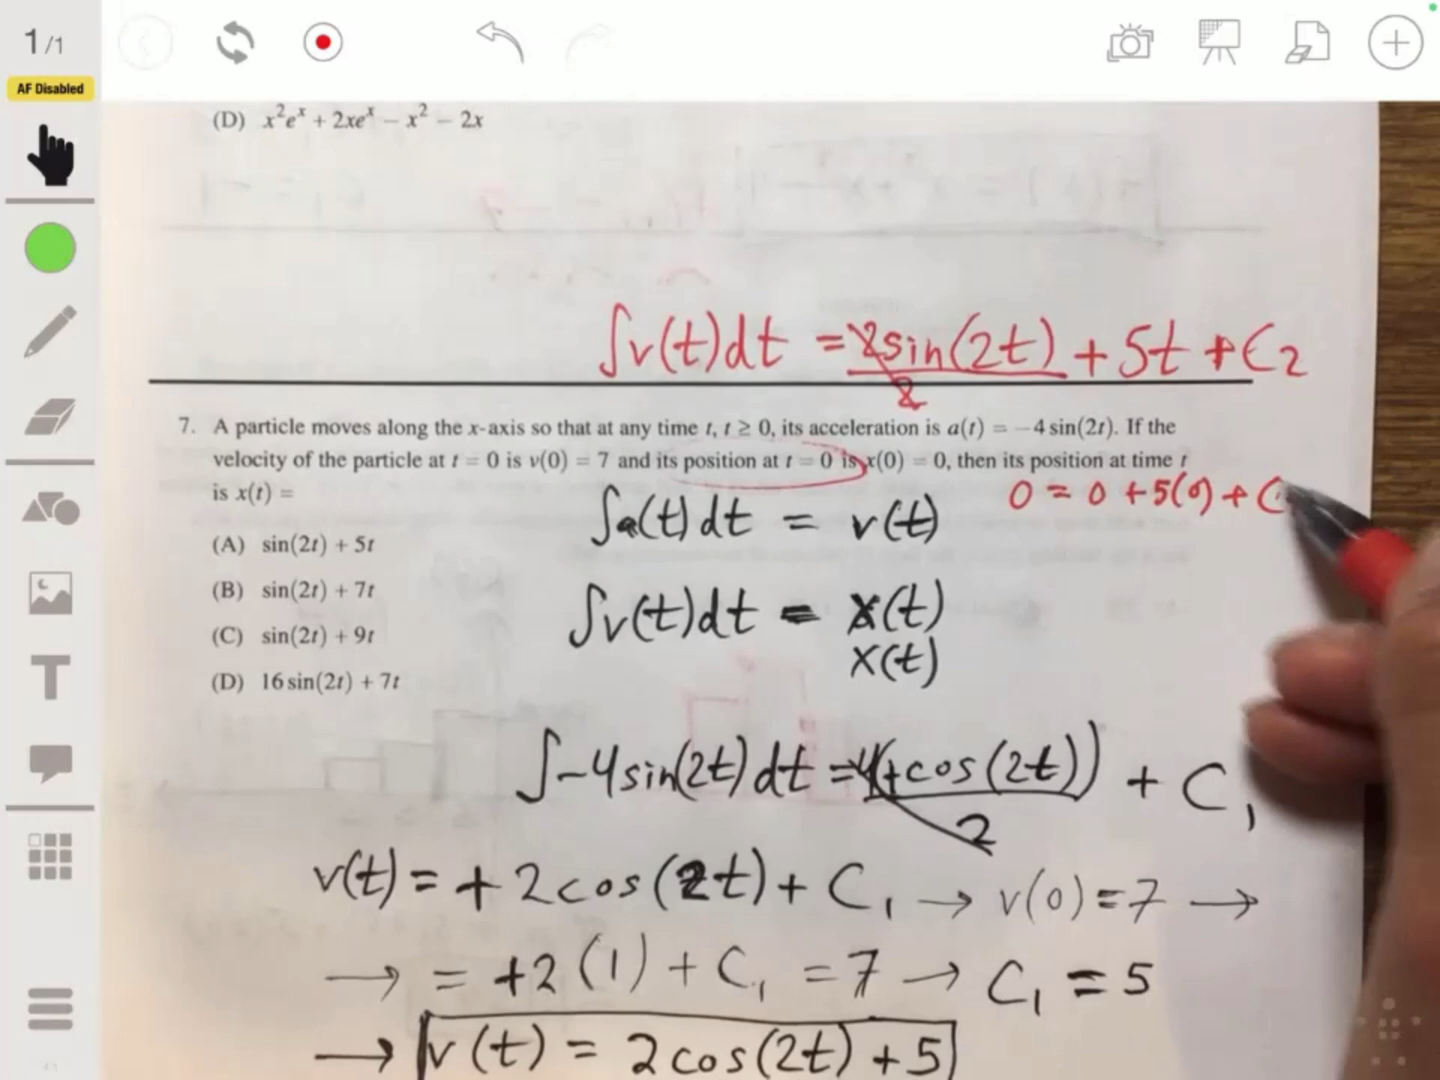 1/1
AF Disabled
(D) x²eˣ + 2xeˣ − x² − 2x
∫v(t)dt = 2sin(2t)/2 + 5t + C₂
7. A particle moves along the x-axis so that at any time t, t ≥ 0, its acceleration is a(t) = −4 sin(2t). If the
velocity of the particle at t = 0 is v(0) = 7 and its position at t = 0 is x(0) = 0, then its position at time t
is x(t) =
0 = 0 + 5(0) + C
∫a(t)dt = v(t)
(A) sin(2t) + 5t
(B) sin(2t) + 7t
∫v(t)dt = x(t)
(C) sin(2t) + 9t
x(t)
(D) 16 sin(2t) + 7t
∫−4sin(2t)dt = 4(+cos(2t))/2 + C₁
v(t) = +2cos(2t) + C₁ → v(0) = 7 →
→ = +2(1) + C₁ = 7 → C₁ = 5
→ v(t) = 2cos(2t) + 5